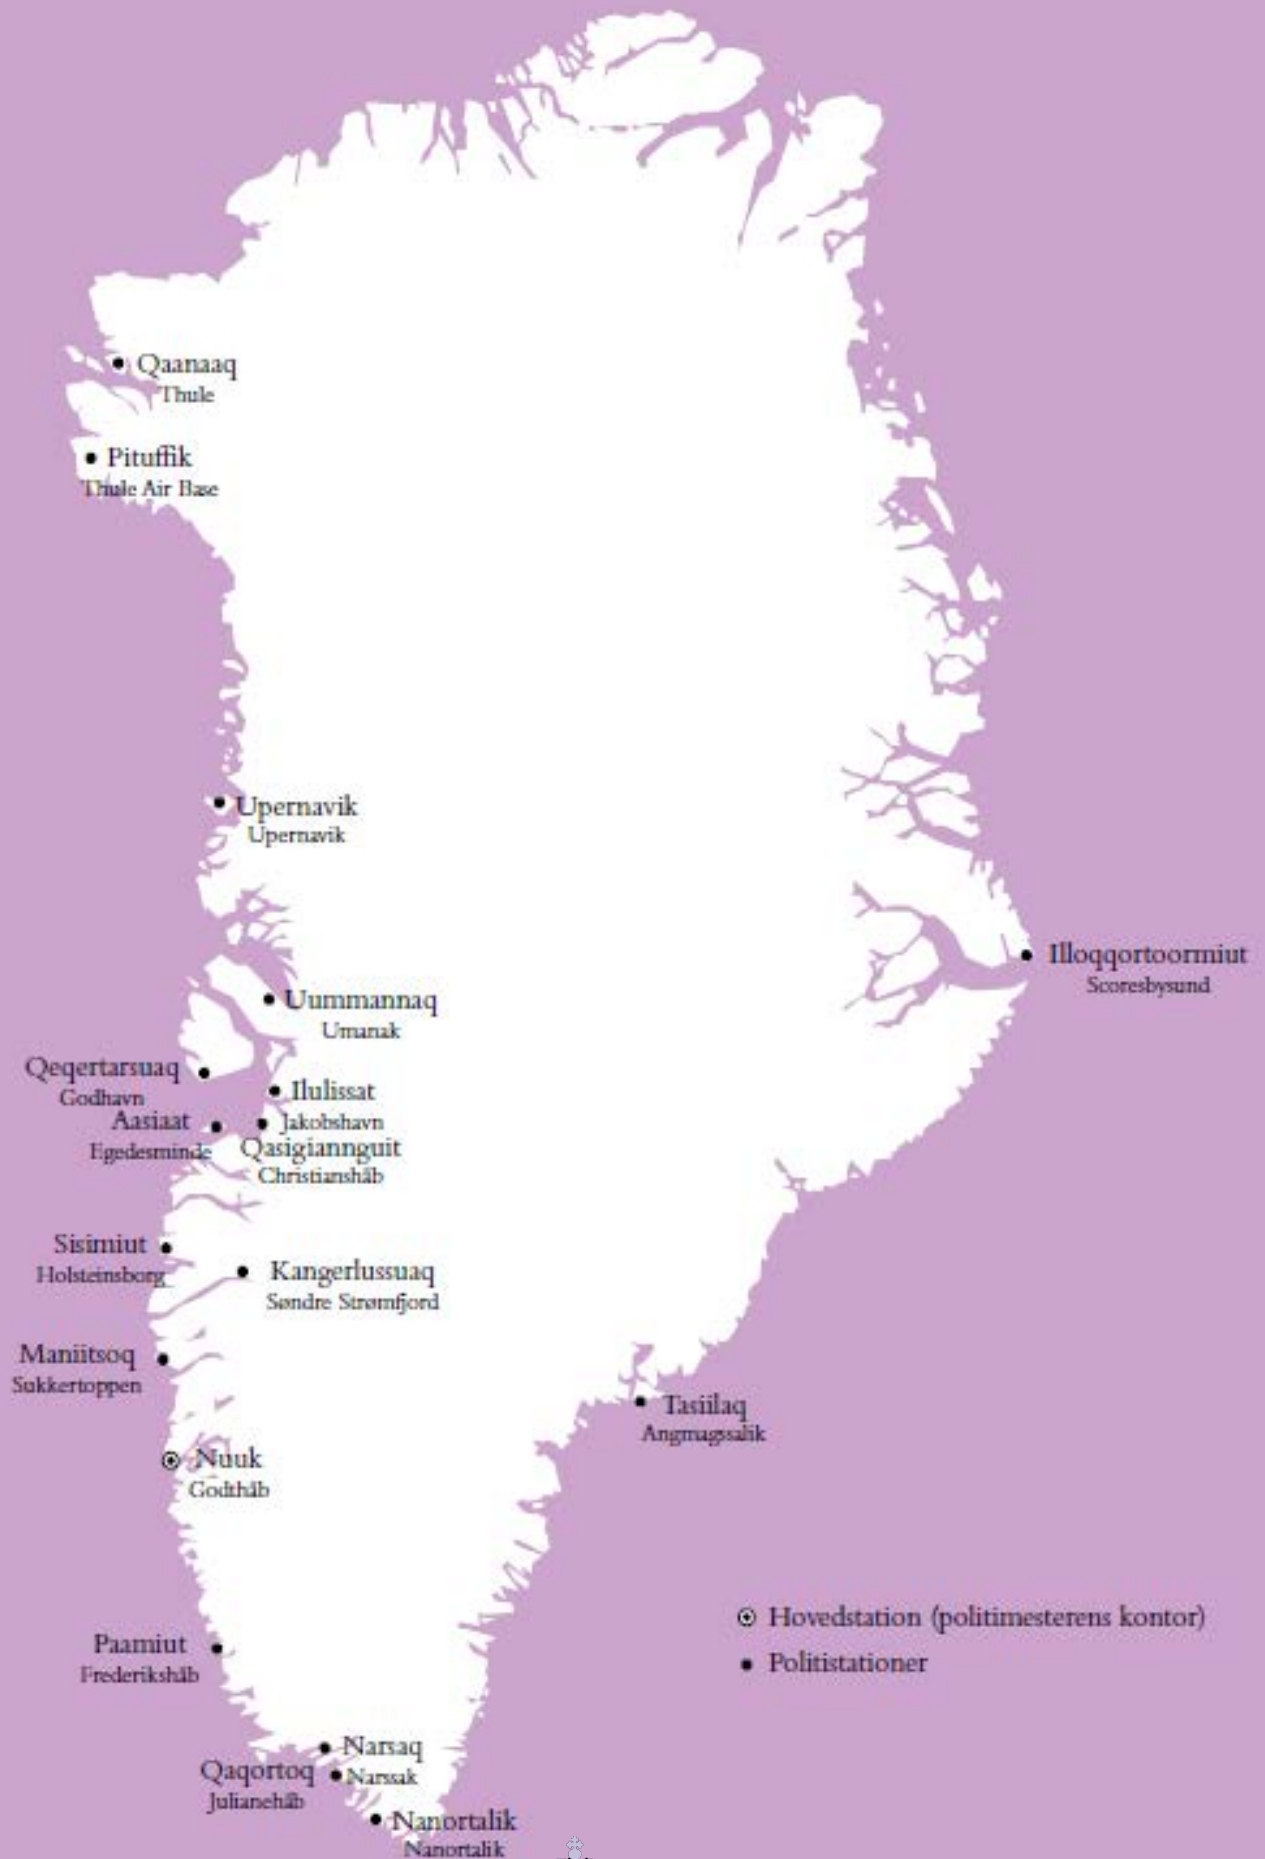 Qaanaaq
Thule
Pituffik
Thule Air Base
Upernavik
Upernavik
Illoqqortoormiut
Scoresbysund
Uummannaq
Umanak
Qeqertarsuaq
Godhavn
Ilulissat
Jakobshavn
Aasiaat
Egedesminde
Qasigiannguit
Christianshåb
Sisimiut
Holsteinsborg
Kangerlussuaq
Søndre Strømfjord
Maniitsoq
Sukkertoppen
Tasiilaq
Angmagssalik
Nuuk
Godthåb
Hovedstation (politimesterens kontor)
Politistationer
Paamiut
Frederikshåb
Narsaq
Narssak
Qaqortoq
Julianehåb
Nanortalik
Nanortalik